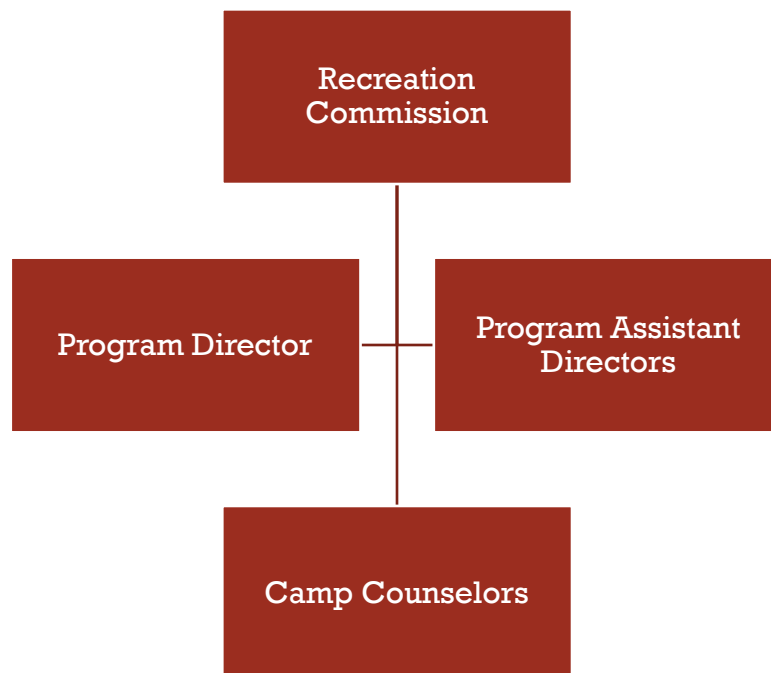 Recreation
Commission
Program Director
Program Assistant
Directors
Camp Counselors